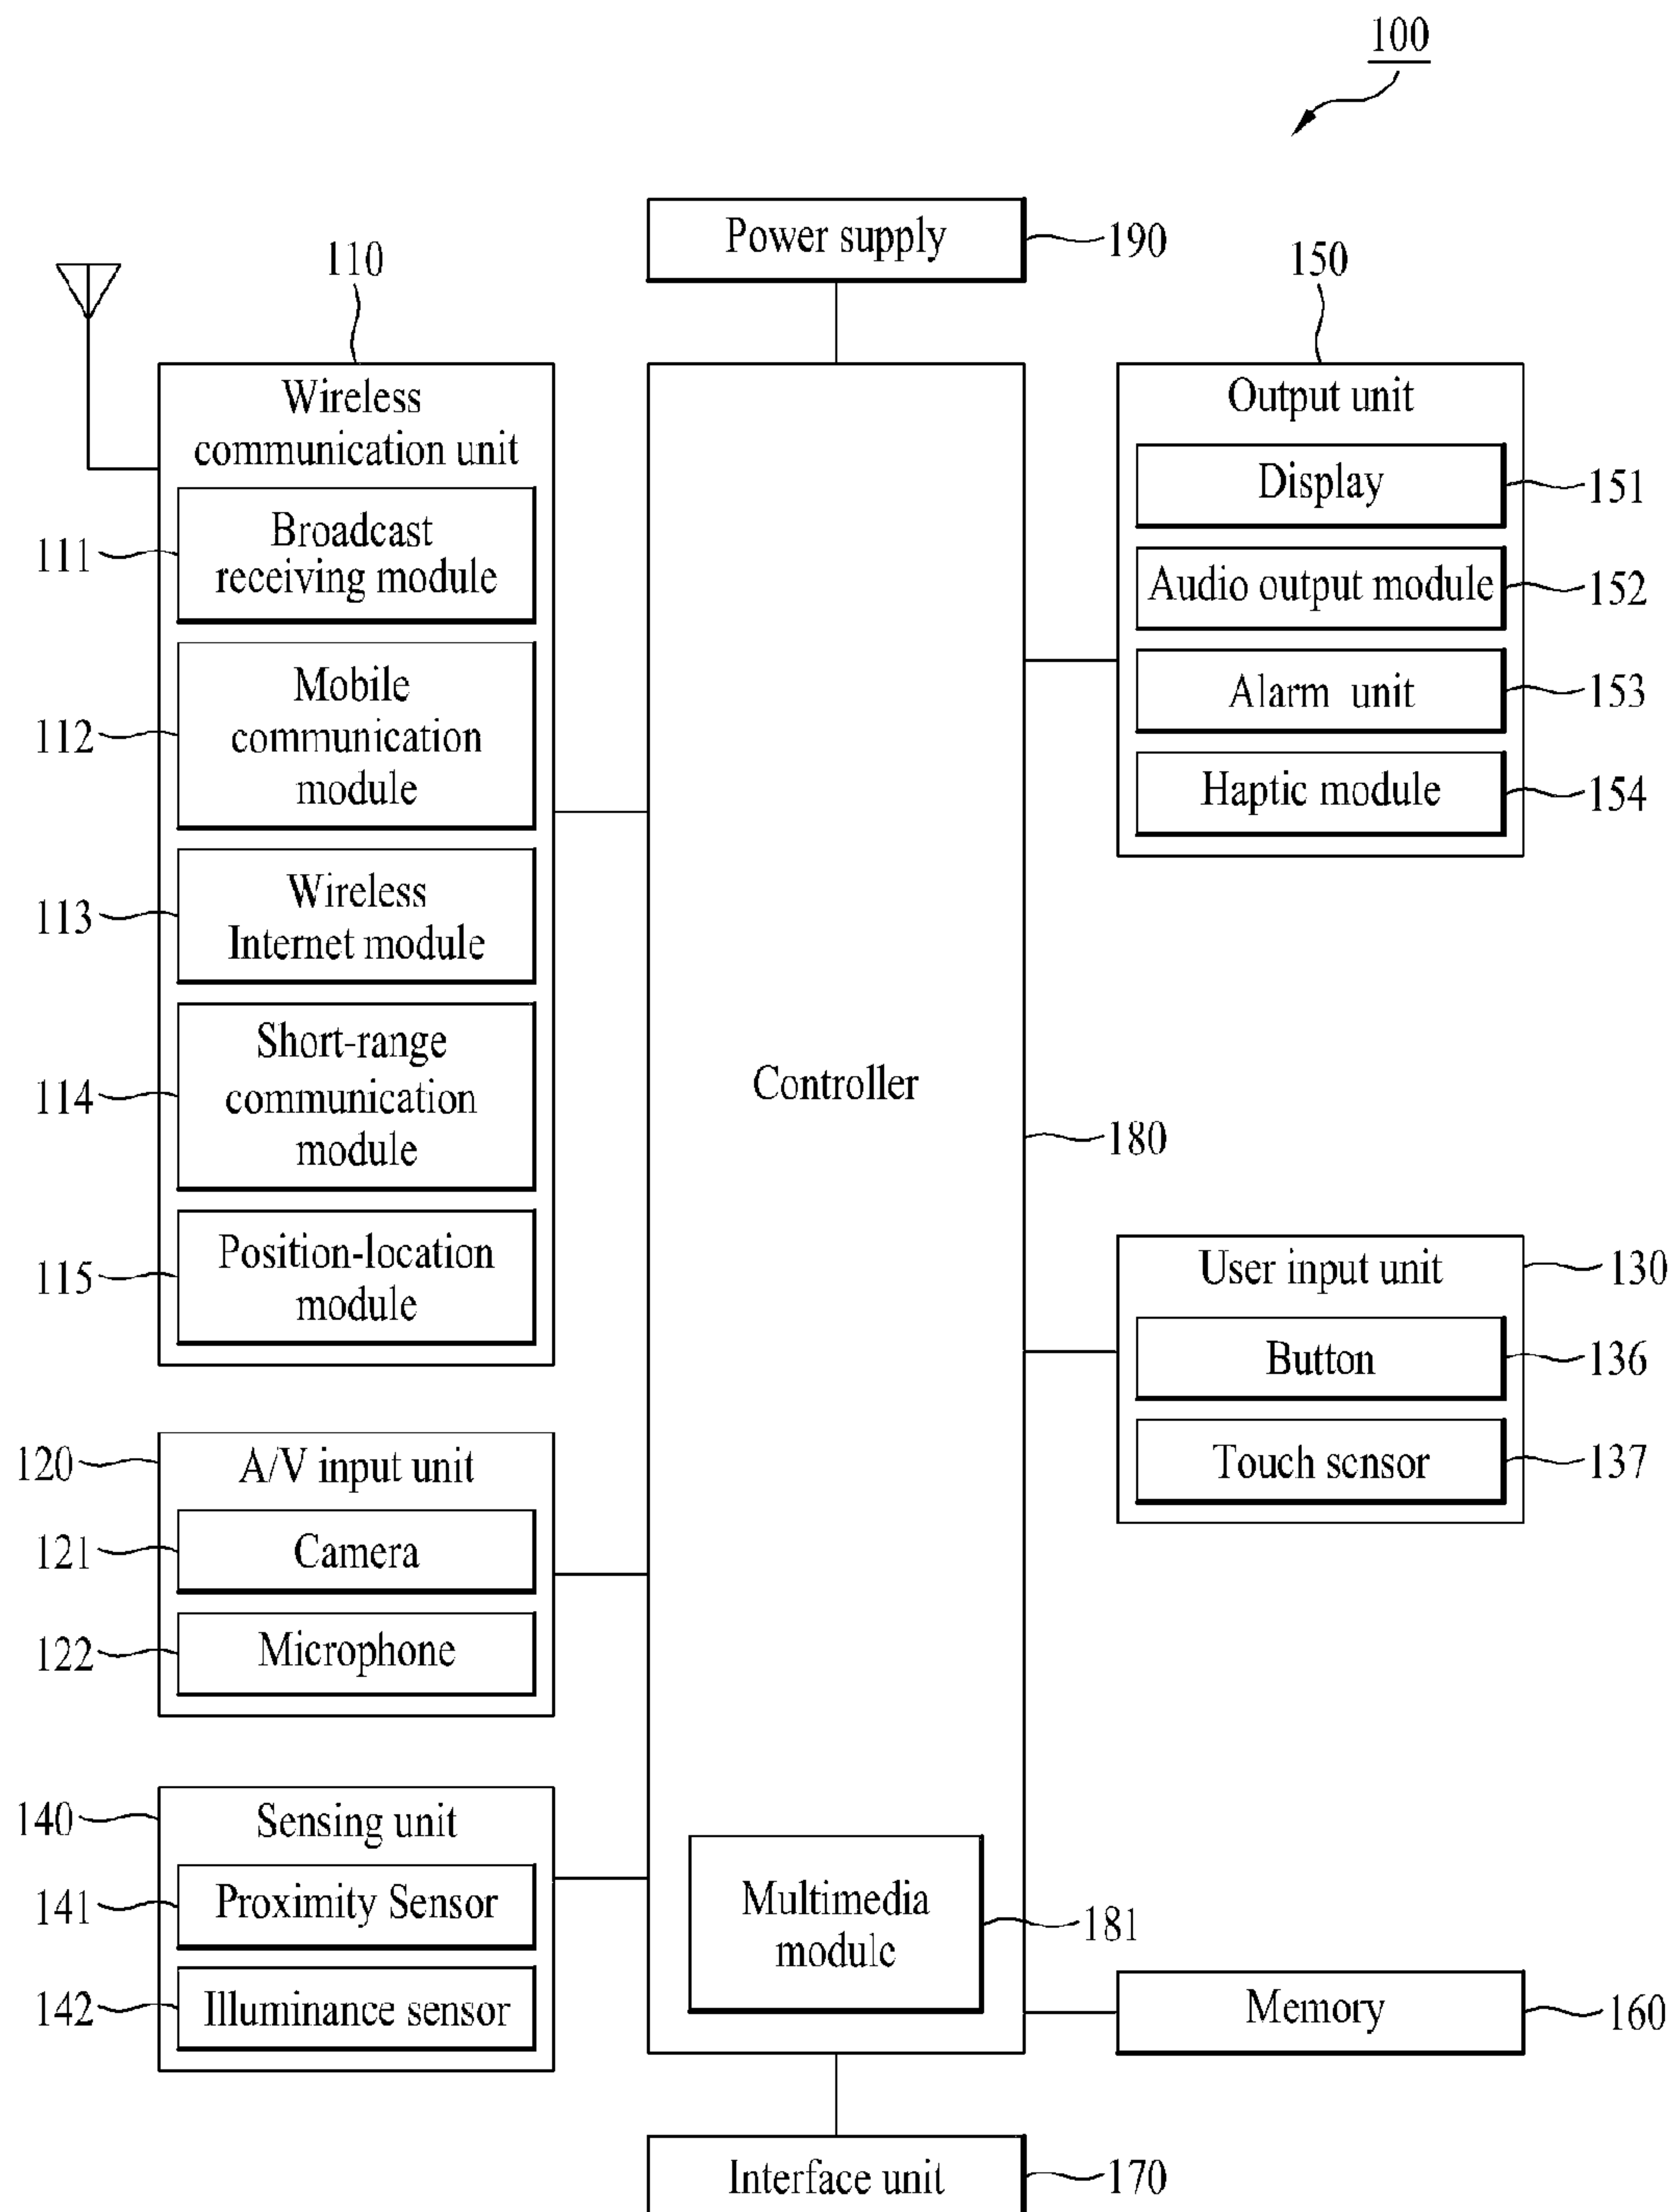 100
Power supply
190
110
Wireless
communication unit
111
Broadcast
receiving module
112
Mobile
communication
module
113
Wireless
Internet module
114
Short-range
communication
module
115
Position-location
module
120
A/V input unit
121
Camera
122
Microphone
140
Sensing unit
141
Proximity Sensor
142
Illuminance sensor
Controller
180
Multimedia
module
181
Interface unit
170
150
Output unit
Display
151
Audio output module
152
Alarm unit
153
Haptic module
154
User input unit
130
Button
136
Touch sensor
137
Memory
160